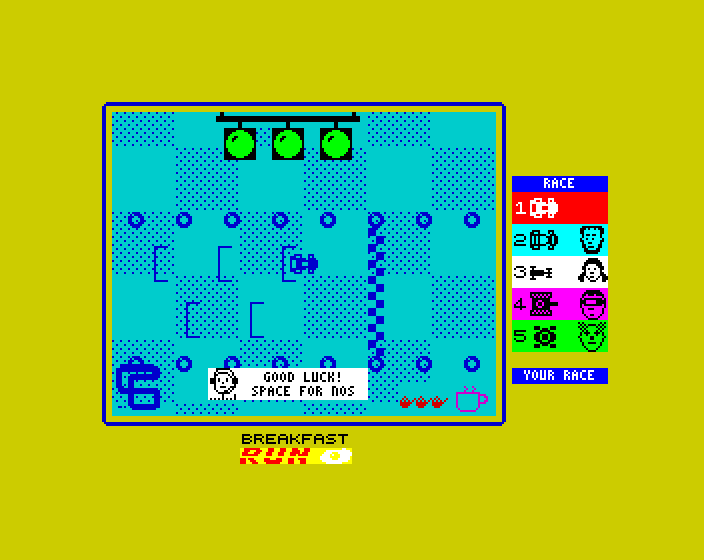 RACE
1
2
3
4
5
GOOD LUCK!
SPACE FOR NOS
YOUR RACE
BREAKFAST
RUN